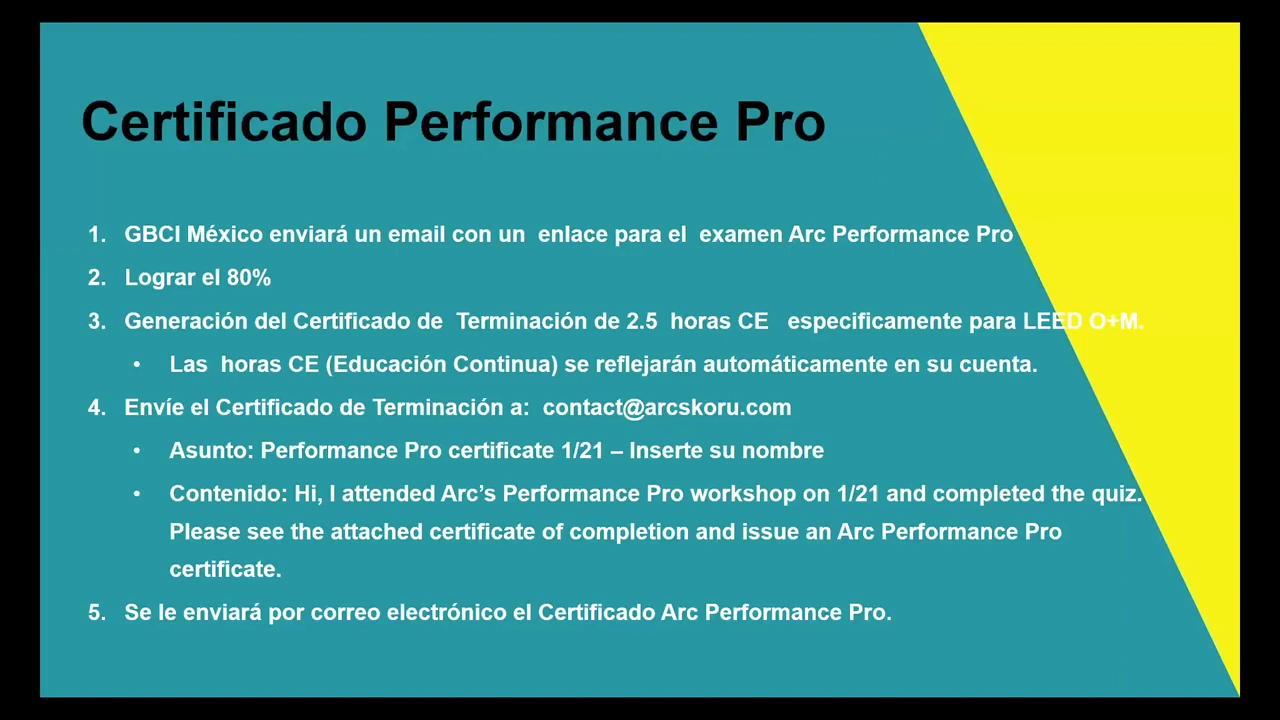 Certificado Performance Pro
1. GBCI México enviará un email con un enlace para el examen Arc Performance Pro
2. Lograr el 80%
3. Generación del Certificado de Terminación de 2.5 horas CE especificamente para LEED O+M.
• Las horas CE (Educación Continua) se reflejarán automáticamente en su cuenta.
4. Envíe el Certificado de Terminación a: contact@arcskoru.com
• Asunto: Performance Pro certificate 1/21 – Inserte su nombre
• Contenido: Hi, I attended Arc’s Performance Pro workshop on 1/21 and completed the quiz.
Please see the attached certificate of completion and issue an Arc Performance Pro
certificate.
5. Se le enviará por correo electrónico el Certificado Arc Performance Pro.